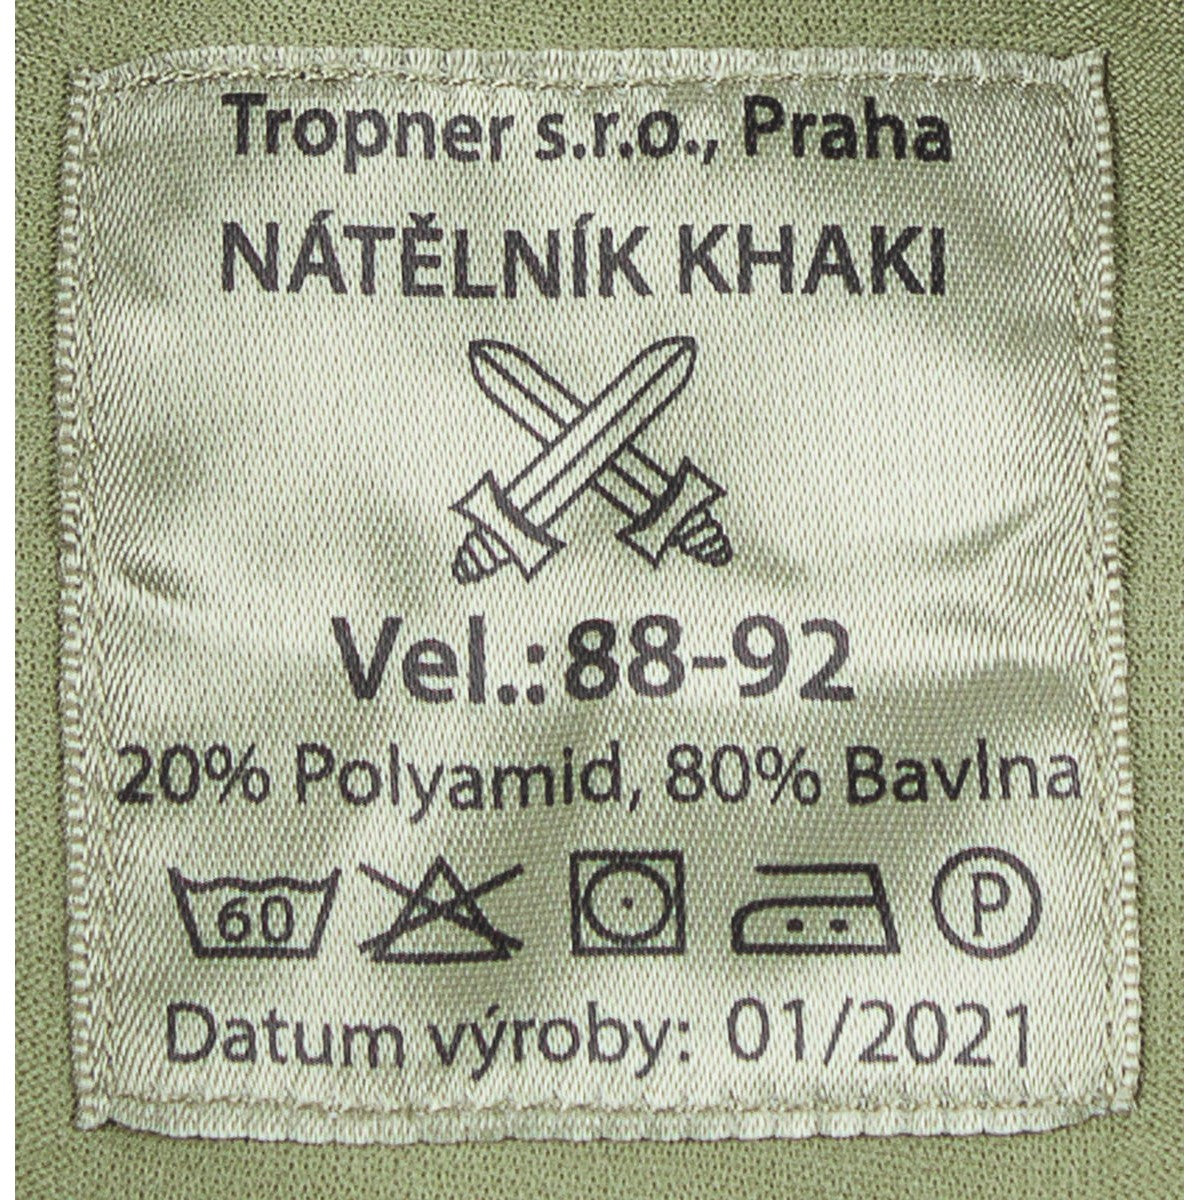 Tropner s.r.o., Praha
NÁTĚLNÍK KHAKI
Vel.:88-92
20% Polyamid, 80% Bavlna
60 P
Datum výroby: 01/2021